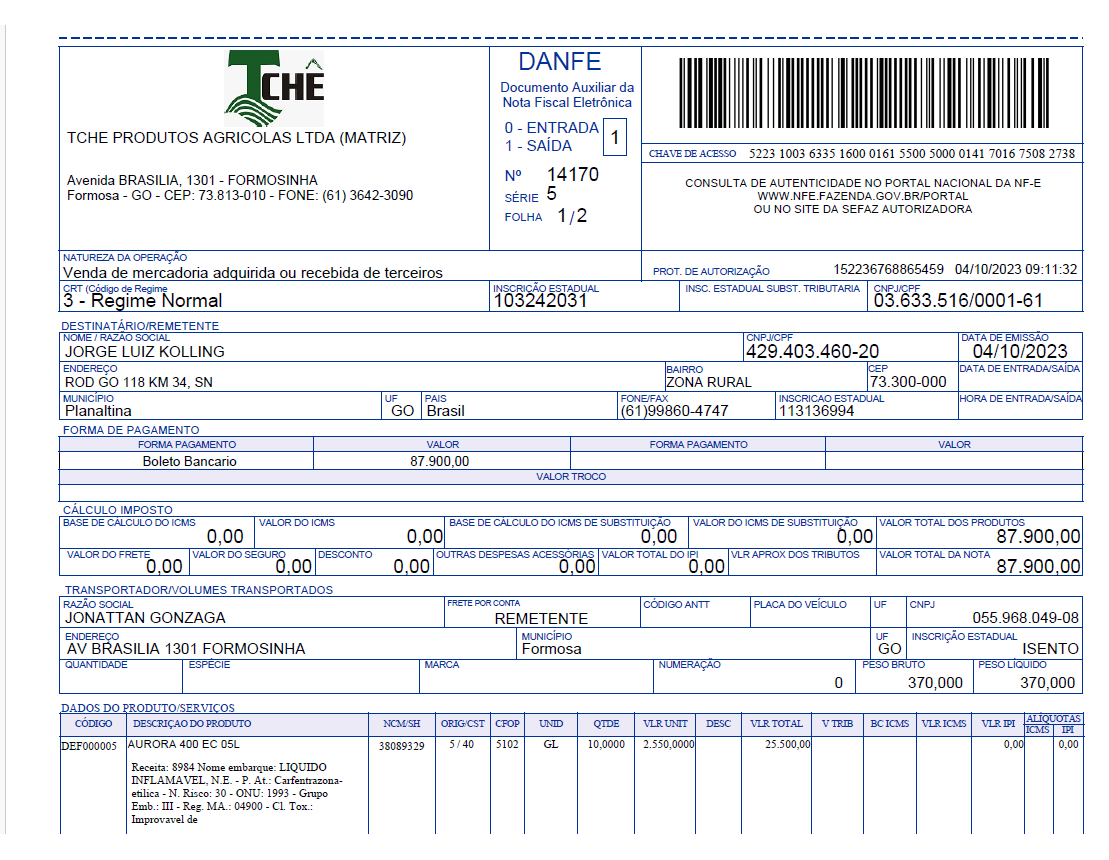 TCHÊ
TCHE PRODUTOS AGRICOLAS LTDA (MATRIZ)
Avenida BRASILIA, 1301 - FORMOSINHA
Formosa - GO - CEP: 73.813-010 - FONE: (61) 3642-3090
DANFE
Documento Auxiliar da
Nota Fiscal Eletrônica
0 - ENTRADA
1 - SAÍDA
1
Nº 14170
SÉRIE 5
FOLHA 1/2
CHAVE DE ACESSO 5223 1003 6335 1600 0161 5500 5000 0141 7016 7508 2738
CONSULTA DE AUTENTICIDADE NO PORTAL NACIONAL DA NF-E
WWW.NFE.FAZENDA.GOV.BR/PORTAL
OU NO SITE DA SEFAZ AUTORIZADORA
NATUREZA DA OPERAÇÃO
Venda de mercadoria adquirida ou recebida de terceiros
PROT. DE AUTORIZAÇÃO 152236768865459 04/10/2023 09:11:32
CRT (Código de Regime
3 - Regime Normal
INSCRIÇÃO ESTADUAL
103242031
INSC. ESTADUAL SUBST. TRIBUTARIA
CNPJ/CPF
03.633.516/0001-61
DESTINATÁRIO/REMETENTE
NOME / RAZÃO SOCIAL
JORGE LUIZ KOLLING
CNPJ/CPF
429.403.460-20
DATA DE EMISSÃO
04/10/2023
ENDEREÇO
ROD GO 118 KM 34, SN
BAIRRO
ZONA RURAL
CEP
73.300-000
DATA DE ENTRADA/SAÍDA
MUNICÍPIO
Planaltina
UF
GO
PAIS
Brasil
FONE/FAX
(61)99860-4747
INSCRICAO ESTADUAL
113136994
HORA DE ENTRADA/SAÍDA
FORMA DE PAGAMENTO
FORMA PAGAMENTO VALOR FORMA PAGAMENTO VALOR
Boleto Bancario 87.900,00
VALOR TROCO
CÁLCULO IMPOSTO
BASE DE CÁLCULO DO ICMS
0,00
VALOR DO ICMS
0,00
BASE DE CÁLCULO DO ICMS DE SUBSTITUIÇÃO
0,00
VALOR DO ICMS DE SUBSTITUIÇÃO
0,00
VALOR TOTAL DOS PRODUTOS
87.900,00
VALOR DO FRETE
0,00
VALOR DO SEGURO
0,00
DESCONTO
0,00
OUTRAS DESPESAS ACESSÓRIAS
0,00
VALOR TOTAL DO IPI
0,00
VLR APROX DOS TRIBUTOS
VALOR TOTAL DA NOTA
87.900,00
TRANSPORTADOR/VOLUMES TRANSPORTADOS
RAZÃO SOCIAL
JONATTAN GONZAGA
FRETE POR CONTA
REMETENTE
CÓDIGO ANTT
PLACA DO VEÍCULO
UF
CNPJ
055.968.049-08
ENDEREÇO
AV BRASILIA 1301 FORMOSINHA
MUNICÍPIO
Formosa
UF
GO
INSCRIÇÃO ESTADUAL
ISENTO
QUANTIDADE
ESPÉCIE
MARCA
NUMERAÇÃO
0
PESO BRUTO
370,000
PESO LÍQUIDO
370,000
DADOS DO PRODUTO/SERVIÇOS
CÓDIGO DESCRIÇAO DO PRODUTO NCM/SH ORIG/CST CFOP UNID QTDE VLR UNIT DESC VLR TOTAL V TRIB BC ICMS VLR ICMS VLR IPI ALÍQUOTAS
ICMS IPI
DEF000005 AURORA 400 EC 05L 38089329 5 / 40 5102 GL 10,0000 2.550,0000 25.500,00 0,00 0,00
Receita: 8984 Nome embarque: LIQUIDO
INFLAMAVEL, N.E. - P. At.: Carfentrazona-
etilica - N. Risco: 30 - ONU: 1993 - Grupo
Emb.: III - Reg. MA.: 04900 - Cl. Tox.:
Improvavel de